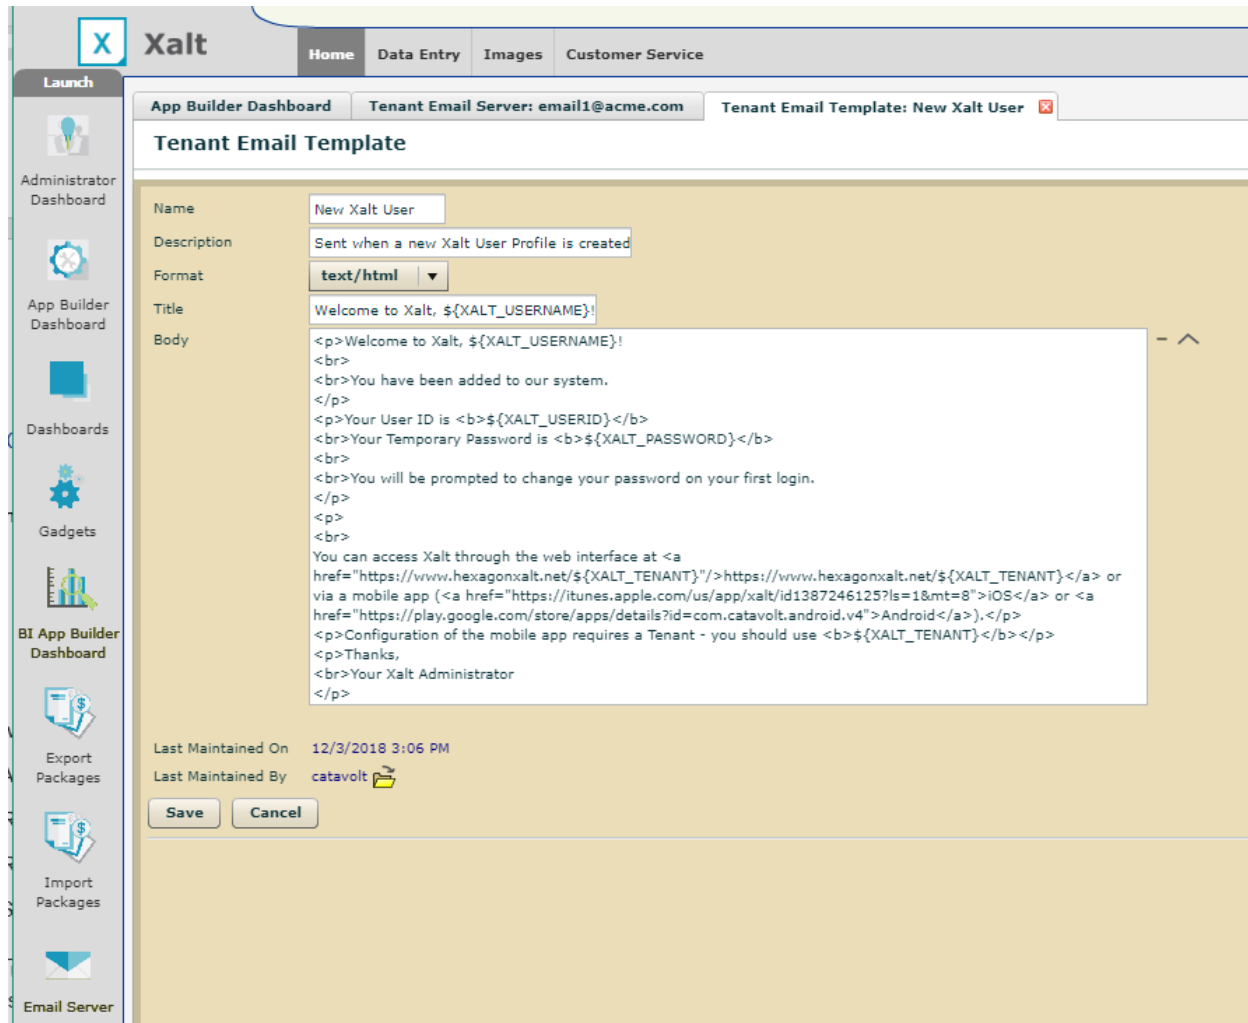 X Xalt
Home Data Entry Images Customer Service
Launch
App Builder Dashboard Tenant Email Server: email1@acme.com Tenant Email Template: New Xalt User
Tenant Email Template
Administrator
Dashboard
App Builder
Dashboard
Dashboards
Gadgets
BI App Builder
Dashboard
Export
Packages
Import
Packages
Email Server
Name New Xalt User
Description Sent when a new Xalt User Profile is created
Format text/html
Title Welcome to Xalt, ${XALT_USERNAME}!
Body
<p>Welcome to Xalt, ${XALT_USERNAME}!
<br>
<br>You have been added to our system.
</p>
<p>Your User ID is <b>${XALT_USERID}</b>
<br>Your Temporary Password is <b>${XALT_PASSWORD}</b>
<br>
<br>You will be prompted to change your password on your first login.
</p>
<p>
<br>
You can access Xalt through the web interface at <a
href="https://www.hexagonxalt.net/${XALT_TENANT}"/>https://www.hexagonxalt.net/${XALT_TENANT}</a> or
via a mobile app (<a href="https://itunes.apple.com/us/app/xalt/id1387246125?ls=1&mt=8">iOS</a> or <a
href="https://play.google.com/store/apps/details?id=com.catavolt.android.v4">Android</a>).</p>
<p>Configuration of the mobile app requires a Tenant - you should use <b>${XALT_TENANT}</b></p>
<p>Thanks,
<br>Your Xalt Administrator
</p>
Last Maintained On 12/3/2018 3:06 PM
Last Maintained By catavolt
Save Cancel